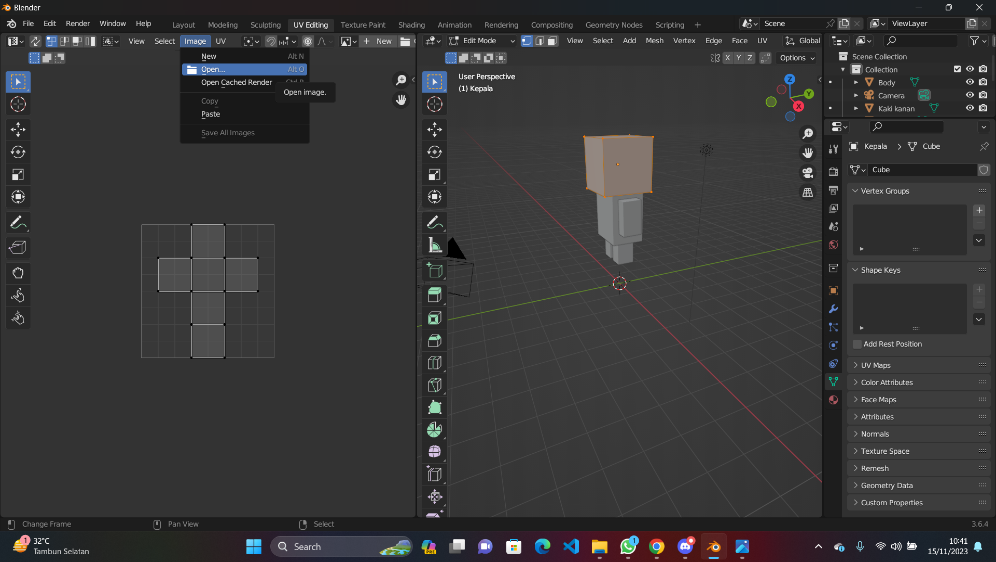 Blender
File Edit Render Window Help Layout Modeling Sculpting UV Editing Texture Paint Shading Animation Rendering Compositing Geometry Nodes Scripting + Scene ViewLayer
View Select Image UV + New
Edit Mode View Select Add Mesh Vertex Edge Face UV Global
X Y Z Options
New Alt N
Open... Alt O
Open Cached Render
Open image.
Copy
Paste
Save All Images
User Perspective
(1) Kepala
Z
Y
X
Scene Collection
Collection
Body
Camera
Kaki kanan
Kepala Cube
Cube
Vertex Groups
Shape Keys
Add Rest Position
UV Maps
Color Attributes
Face Maps
Attributes
Normals
Texture Space
Remesh
Geometry Data
Custom Properties
Change Frame Pan View Select 3.6.4
1
32°C
Tambun Selatan
Search
1
10:41
15/11/2023